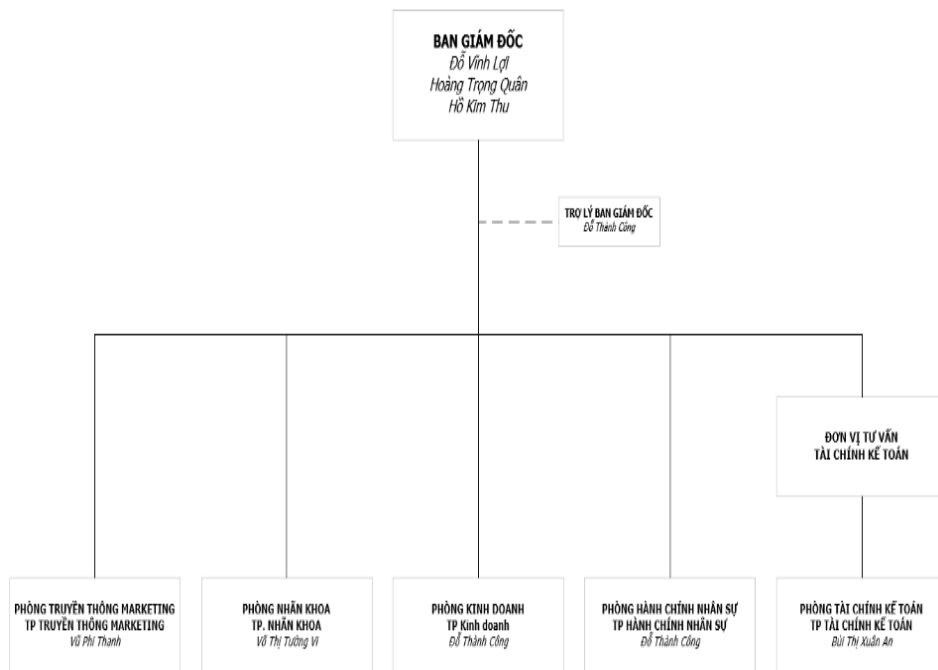 BAN GIÁM ĐỐC
Đỗ Vĩnh Lợi
Hoàng Trọng Quân
Hồ Kim Thu
TRỢ LÝ BAN GIÁM ĐỐC
Đỗ Thành Công
ĐƠN VỊ TƯ VẤN
TÀI CHÍNH KẾ TOÁN
PHÒNG TRUYỀN THÔNG MARKETING
TP TRUYỀN THÔNG MARKETING
Vũ Phi Thanh
PHÒNG NHÃN KHOA
TP. NHÃN KHOA
Võ Thị Tường Vi
PHÒNG KINH DOANH
TP Kinh doanh
Đỗ Thành Công
PHÒNG HÀNH CHÍNH NHÂN SỰ
TP HÀNH CHÍNH NHÂN SỰ
Đỗ Thành Công
PHÒNG TÀI CHÍNH KẾ TOÁN
TP TÀI CHÍNH KẾ TOÁN
Bùi Thị Xuân An